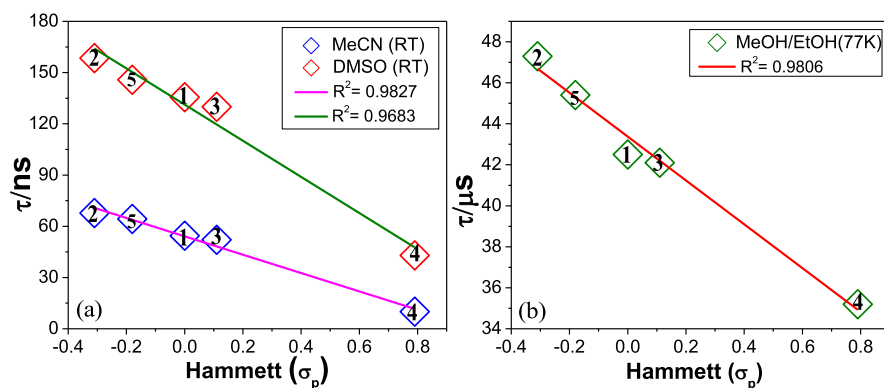 180
150
120
90
60
30
0
τ/ns
2
5
1
3
4
2
5
1
3
4
MeCN (RT)
DMSO (RT)
R²= 0.9827
R²= 0.9683
(a)
-0.4 -0.2 0.0 0.2 0.4 0.6 0.8 1.0
Hammett (σₚ)
48
46
44
42
40
38
36
34
τ/μs
2
5
1
3
4
MeOH/EtOH(77K)
R²= 0.9806
(b)
-0.4 -0.2 0.0 0.2 0.4 0.6 0.8 1.0
Hammett (σₚ)